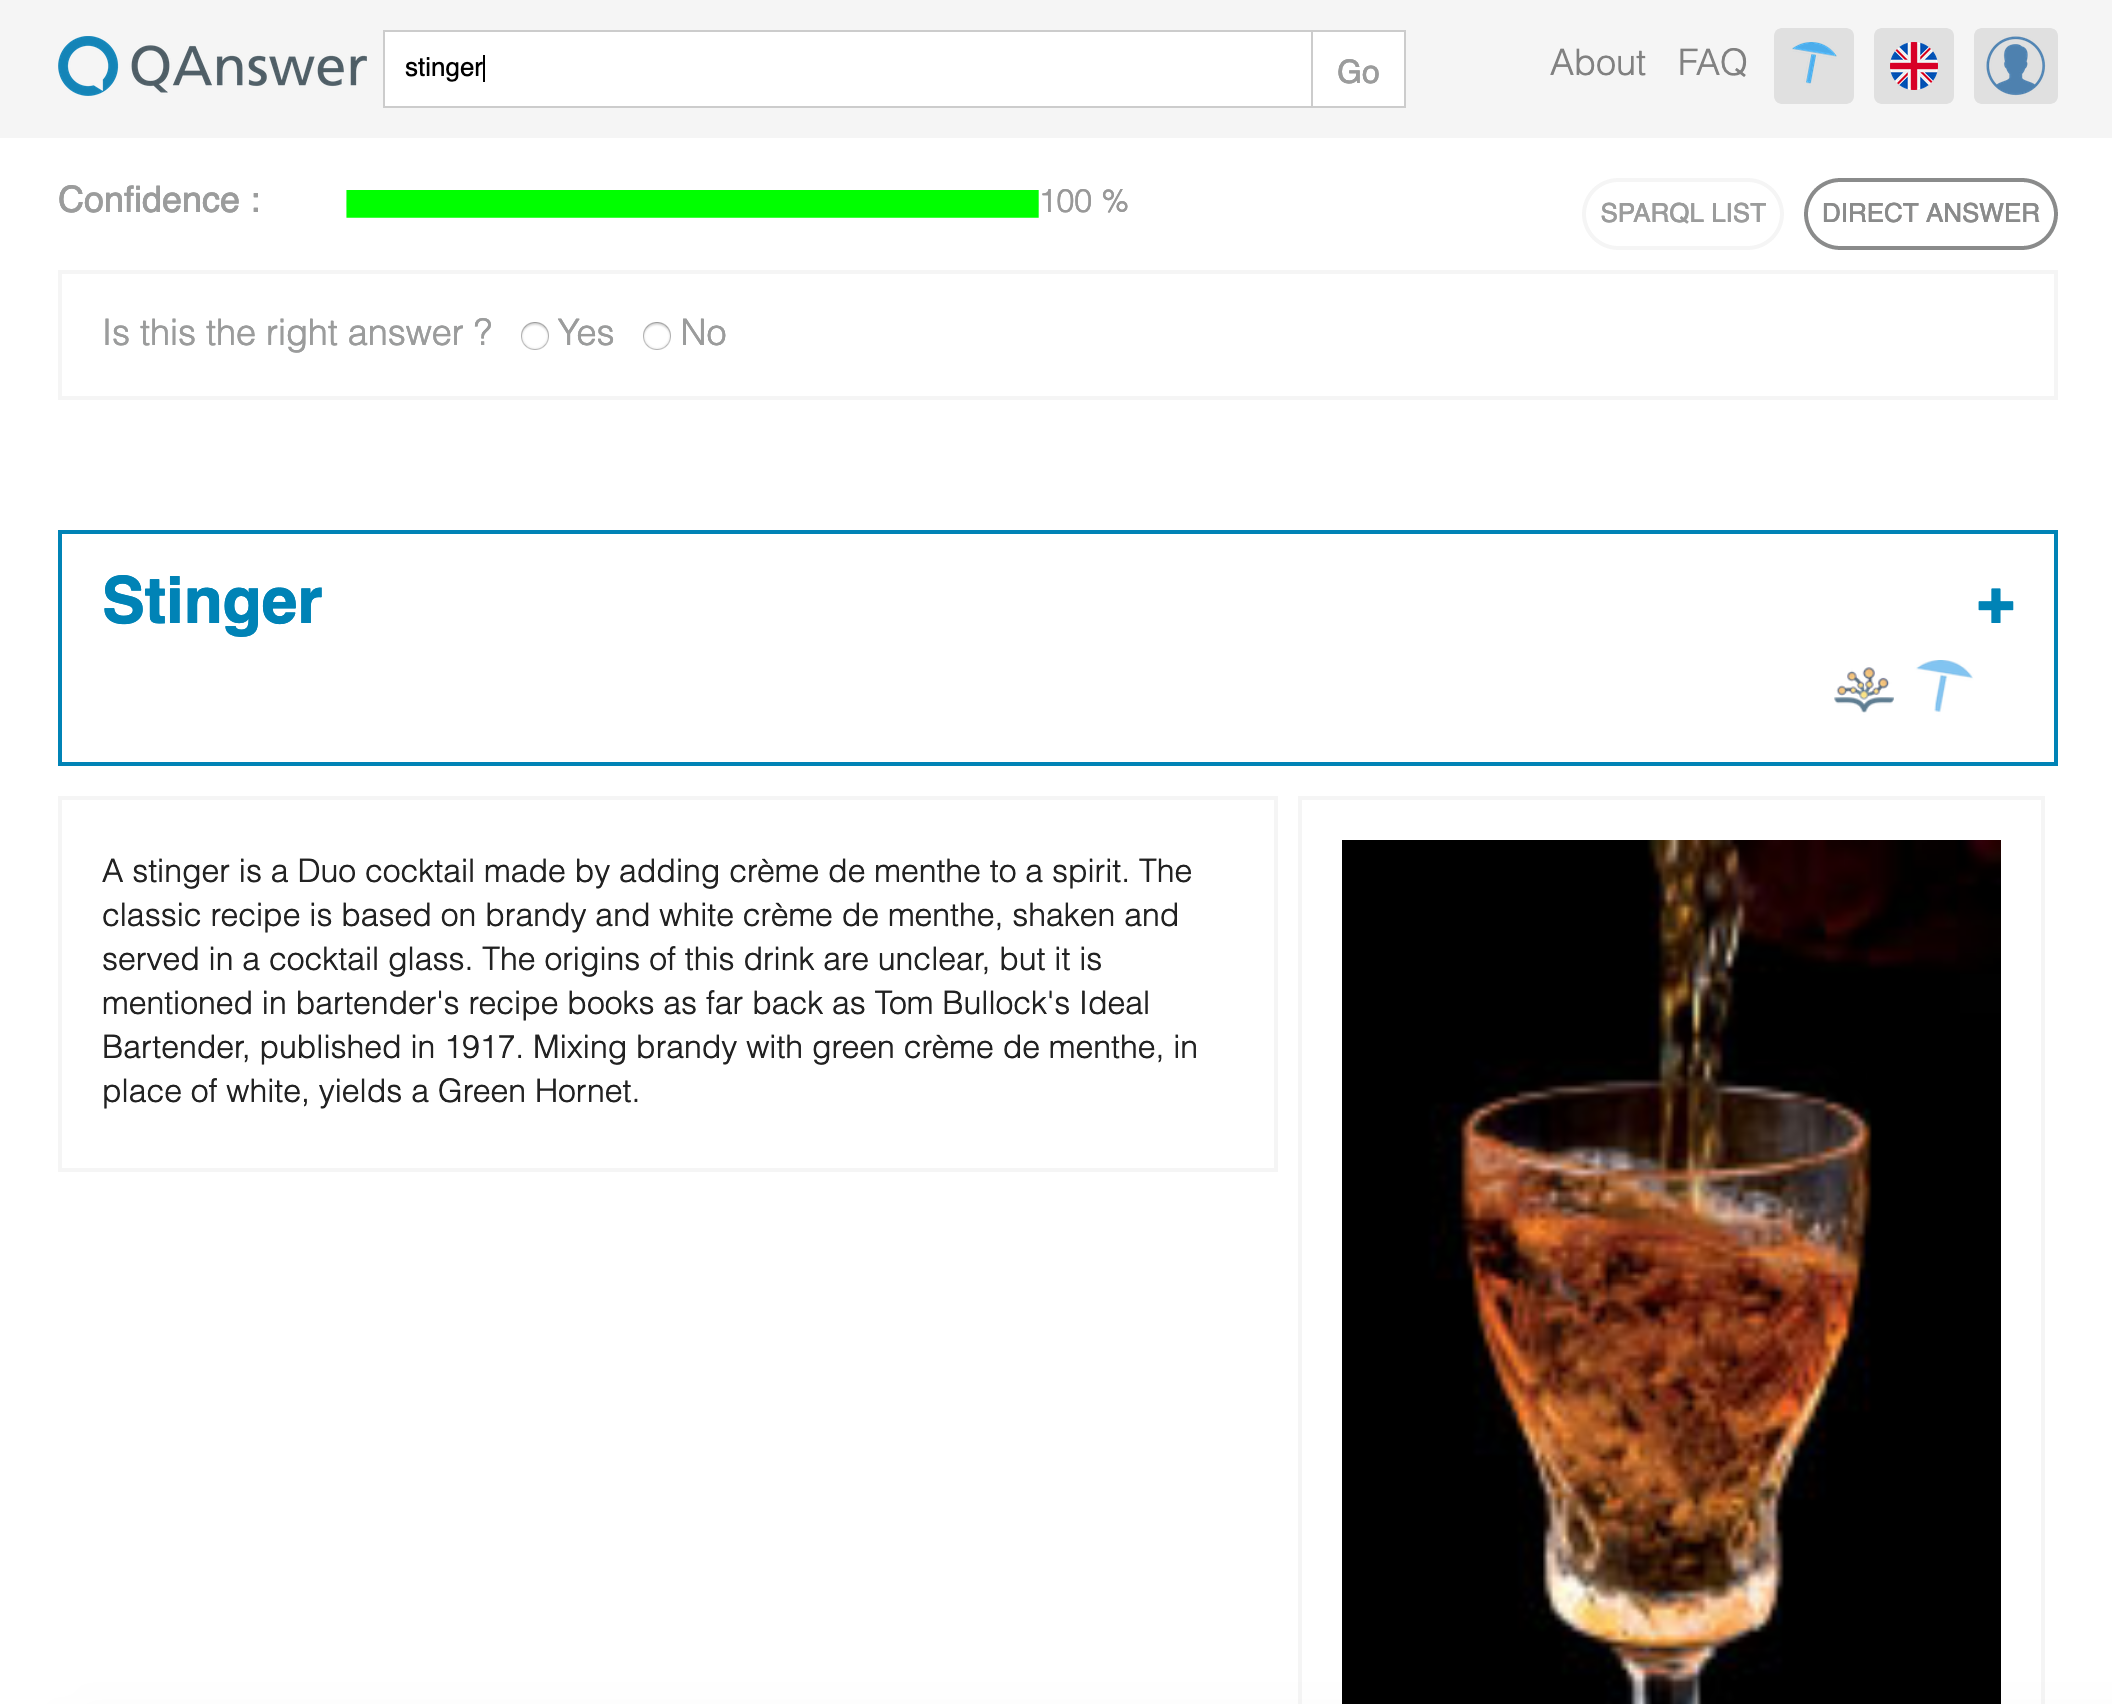 QAnswer
stinger
Go
About
FAQ
Confidence :
100 %
SPARQL LIST
DIRECT ANSWER
Is this the right answer ? Yes No
Stinger
+
A stinger is a Duo cocktail made by adding crème de menthe to a spirit. The
classic recipe is based on brandy and white crème de menthe, shaken and
served in a cocktail glass. The origins of this drink are unclear, but it is
mentioned in bartender's recipe books as far back as Tom Bullock's Ideal
Bartender, published in 1917. Mixing brandy with green crème de menthe, in
place of white, yields a Green Hornet.